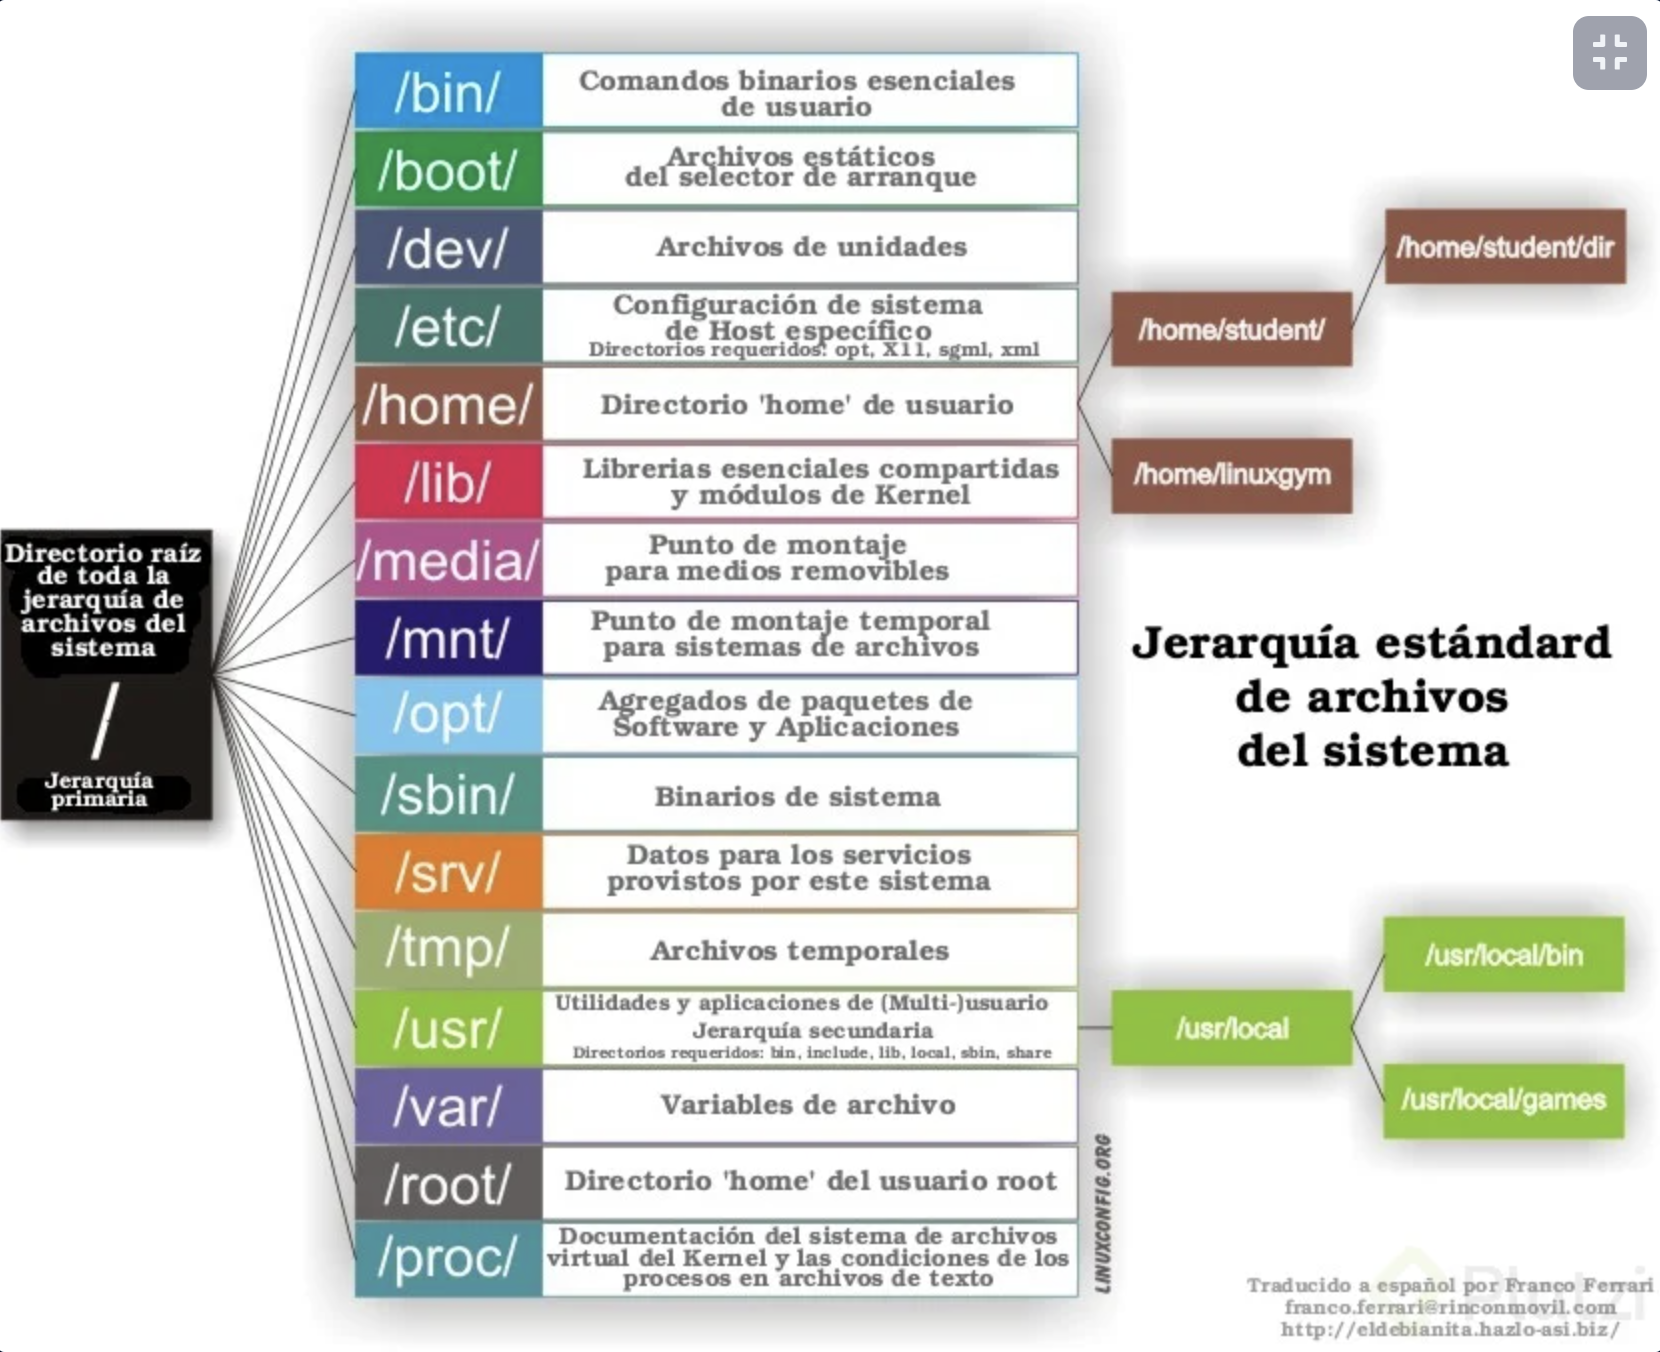 Directorio raíz
de toda la
jerarquía de
archivos del
sistema
/
Jerarquía
primaria
/bin/
Comandos binarios esenciales
de usuario
/boot/
Archivos estáticos
del selector de arranque
/dev/
Archivos de unidades
/etc/
Configuración de sistema
de Host específico
Directorios requeridos: opt, X11, sgml, xml
/home/
Directorio 'home' de usuario
/home/student/
/home/student/dir
/home/linuxgym
/lib/
Librerias esenciales compartidas
y módulos de Kernel
/media/
Punto de montaje
para medios removibles
/mnt/
Punto de montaje temporal
para sistemas de archivos
/opt/
Agregados de paquetes de
Software y Aplicaciones
/sbin/
Binarios de sistema
/srv/
Datos para los servicios
provistos por este sistema
/tmp/
Archivos temporales
/usr/
Utilidades y aplicaciones de (Multi-)usuario
Jerarquía secundaria
Directorios requeridos: bin, include, lib, local, sbin, share
/usr/local
/usr/local/bin
/usr/local/games
/var/
Variables de archivo
/root/
Directorio 'home' del usuario root
/proc/
Documentación del sistema de archivos
virtual del Kernel y las condiciones de los
procesos en archivos de texto
Jerarquía estándard
de archivos
del sistema
LINUXCONFIG.ORG
Traducido a español por Franco Ferrari
franco.ferrari@rinconmovil.com
http://eldebianita.hazlo-asi.biz/
Platzi